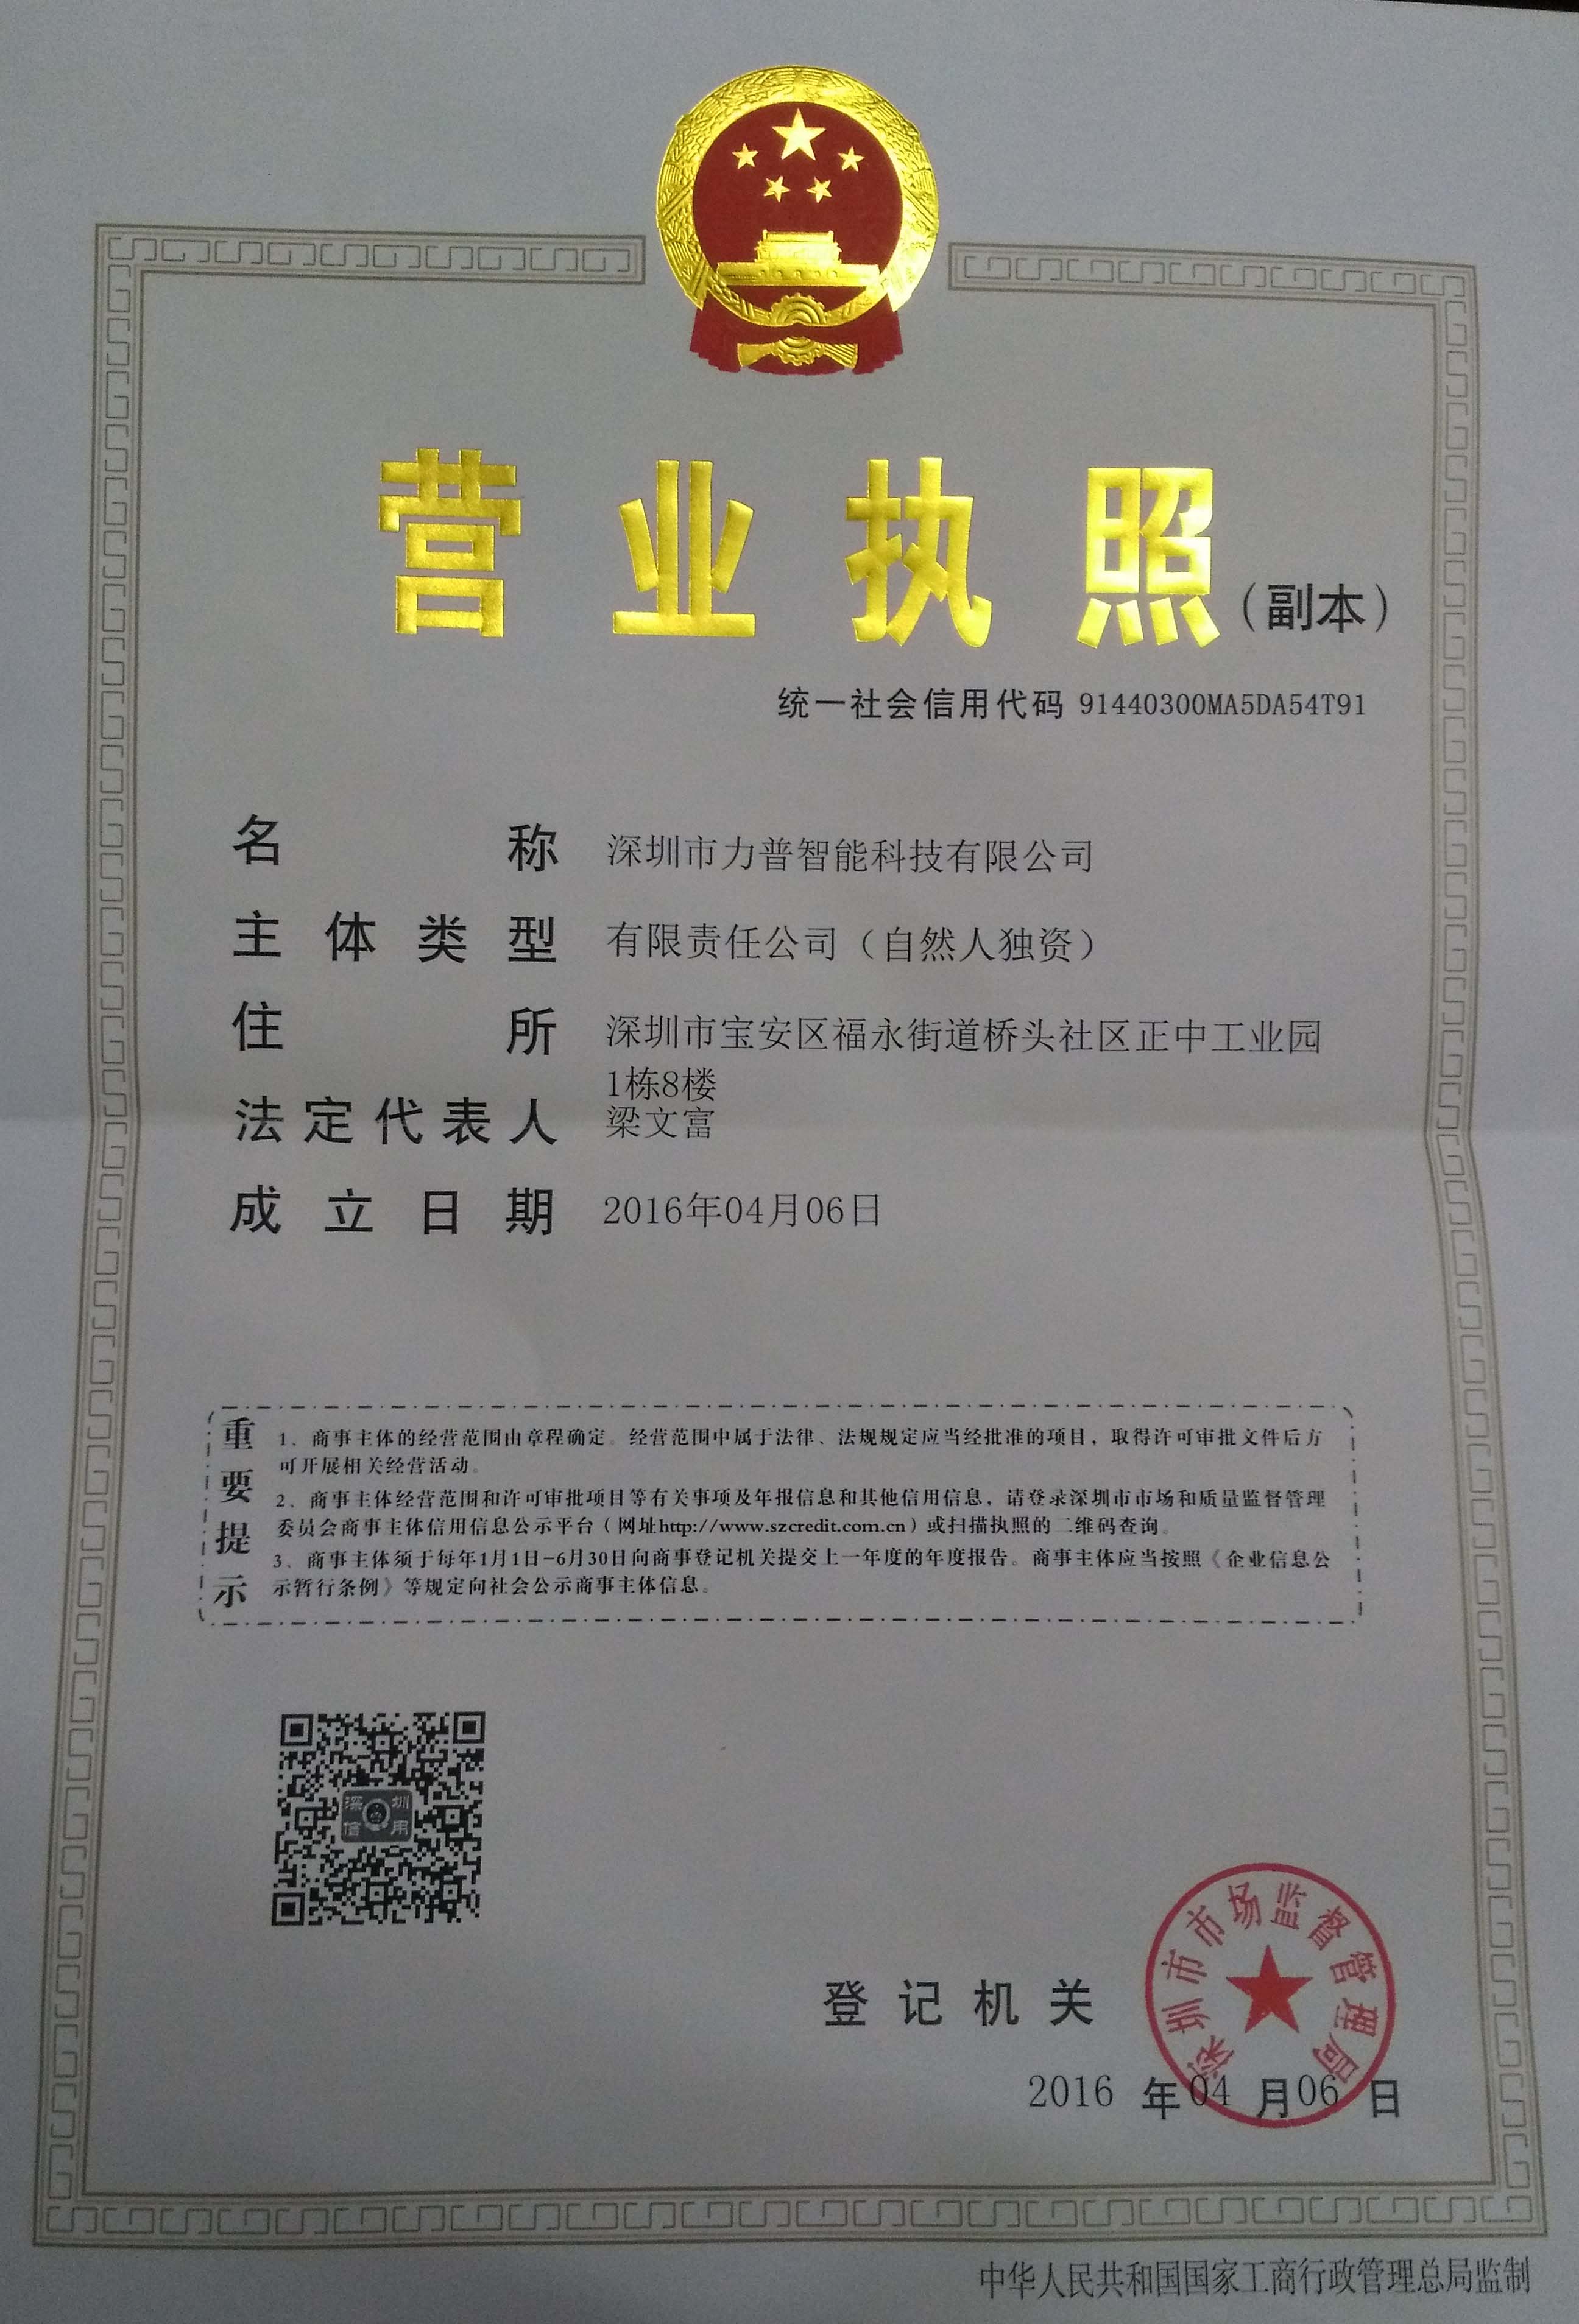 营业执照（副本）
统一社会信用代码 91440300MA5DA54T91
名称 深圳市力普智能科技有限公司
主体类型 有限责任公司（自然人独资）
住所 深圳市宝安区福永街道桥头社区正中工业园
1栋8楼
法定代表人 梁文富
成立日期 2016年04月06日
重要提示
1．商事主体的经营范围由章程确定。经营范围中属于法律、法规规定应当经批准的项目，取得许可审批文件后方
可开展相关经营活动。
2．商事主体经营范围和许可审批项目等有关事项及年报信息和其他信用信息，请登录深圳市市场和质量监督管理
委员会商事主体信用信息公示平台（网址http://www.szcredit.com.cn）或扫描执照的二维码查询。
3．商事主体须于每年1月1日-6月30日向商事登记机关提交上一年度的年度报告。商事主体应当按照《企业信息公
示暂行条例》等规定向社会公示商事主体信息。
深圳
信用
深圳市市场监督管理局
登记机关
2016 年04 月06 日
中华人民共和国国家工商行政管理总局监制